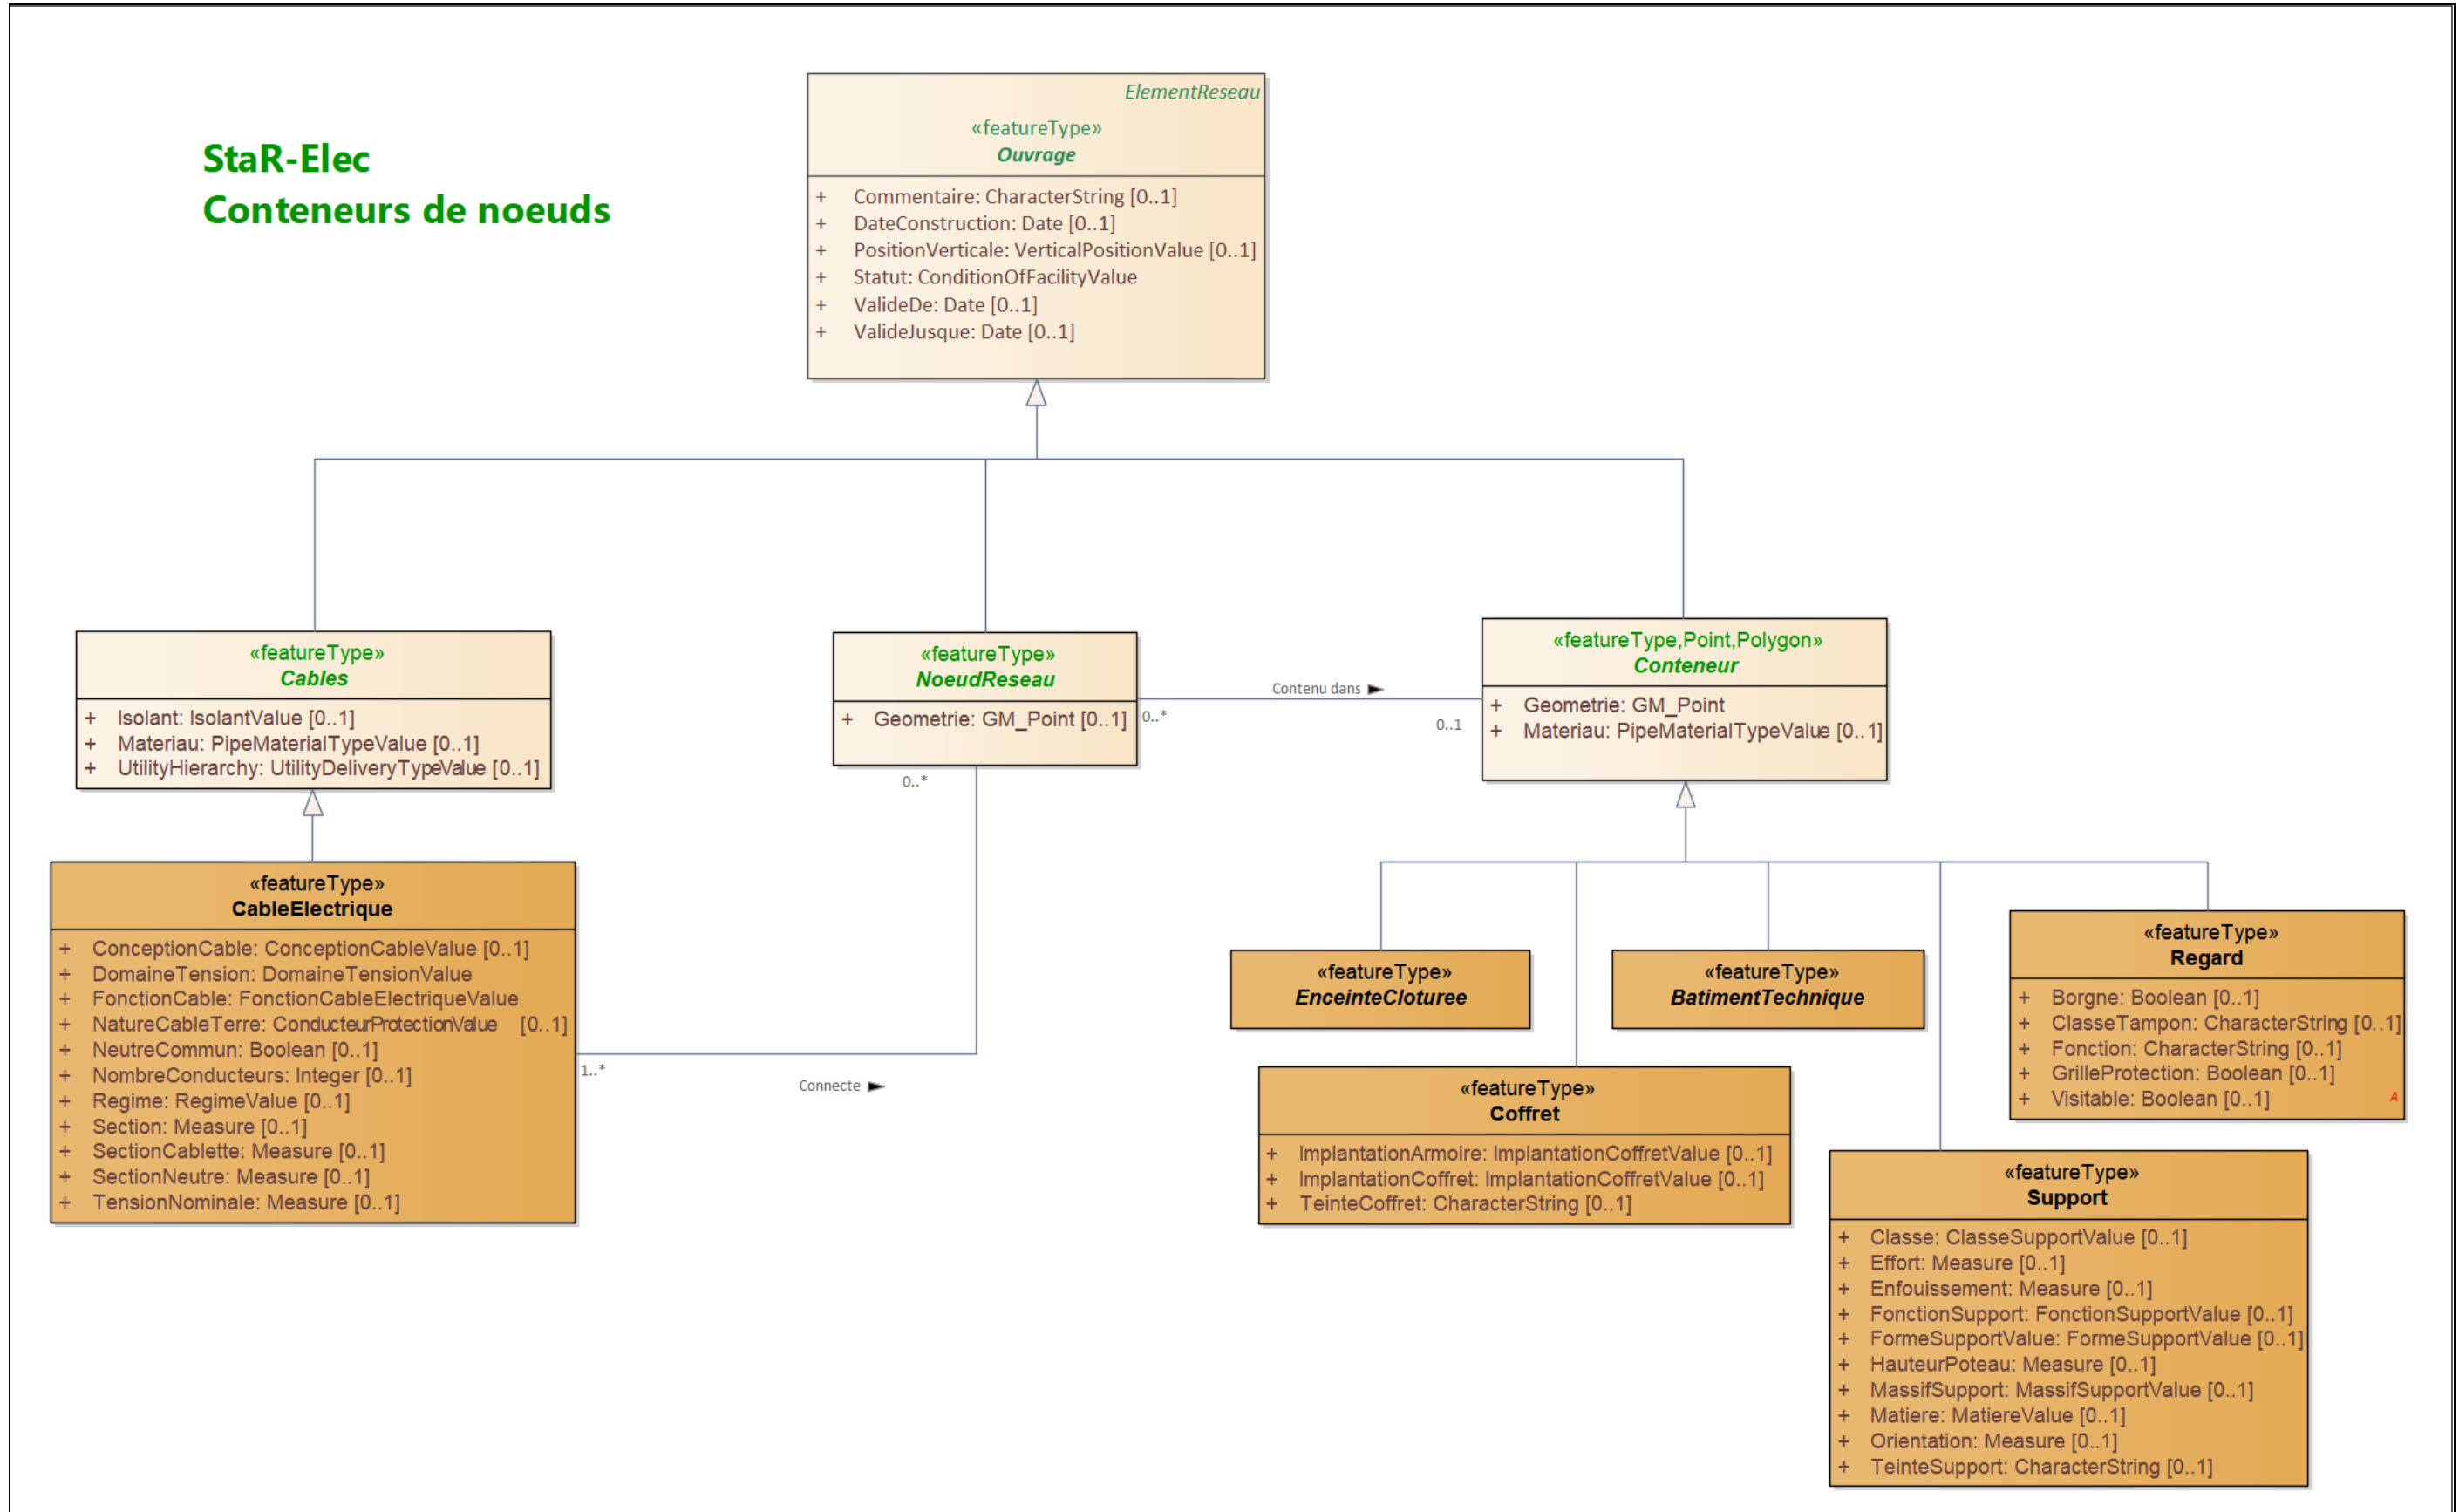 StaR-Elec
Conteneurs de noeuds
ElementReseau
«featureType»
Ouvrage
+ Commentaire: CharacterString [0..1]
+ DateConstruction: Date [0..1]
+ PositionVerticale: VerticalPositionValue [0..1]
+ Statut: ConditionOfFacilityValue
+ ValideDe: Date [0..1]
+ ValideJusque: Date [0..1]
«featureType»
Cables
+ Isolant: IsolantValue [0..1]
+ Materiau: PipeMaterialTypeValue [0..1]
+ UtilityHierarchy: UtilityDeliveryTypeValue [0..1]
«featureType»
NoeudReseau
+ Geometrie: GM_Point [0..1]
0..*
Contenu dans
0..1
0..*
«featureType,Point,Polygon»
Conteneur
+ Geometrie: GM_Point
+ Materiau: PipeMaterialTypeValue [0..1]
«featureType»
CableElectrique
+ ConceptionCable: ConceptionCableValue [0..1]
+ DomaineTension: DomaineTensionValue
+ FonctionCable: FonctionCableElectriqueValue
+ NatureCableTerre: ConducteurProtectionValue [0..1]
+ NeutreCommun: Boolean [0..1]
+ NombreConducteurs: Integer [0..1]
+ Regime: RegimeValue [0..1]
+ Section: Measure [0..1]
+ SectionCablette: Measure [0..1]
+ SectionNeutre: Measure [0..1]
+ TensionNominale: Measure [0..1]
1..*
Connecte
«featureType»
EnceinteCloturee
«featureType»
BatimentTechnique
«featureType»
Regard
+ Borgne: Boolean [0..1]
+ ClasseTampon: CharacterString [0..1]
+ Fonction: CharacterString [0..1]
+ GrilleProtection: Boolean [0..1]
+ Visitable: Boolean [0..1]
A
«featureType»
Coffret
+ ImplantationArmoire: ImplantationCoffretValue [0..1]
+ ImplantationCoffret: ImplantationCoffretValue [0..1]
+ TeinteCoffret: CharacterString [0..1]
«featureType»
Support
+ Classe: ClasseSupportValue [0..1]
+ Effort: Measure [0..1]
+ Enfouissement: Measure [0..1]
+ FonctionSupport: FonctionSupportValue [0..1]
+ FormeSupportValue: FormeSupportValue [0..1]
+ HauteurPoteau: Measure [0..1]
+ MassifSupport: MassifSupportValue [0..1]
+ Matiere: MatiereValue [0..1]
+ Orientation: Measure [0..1]
+ TeinteSupport: CharacterString [0..1]